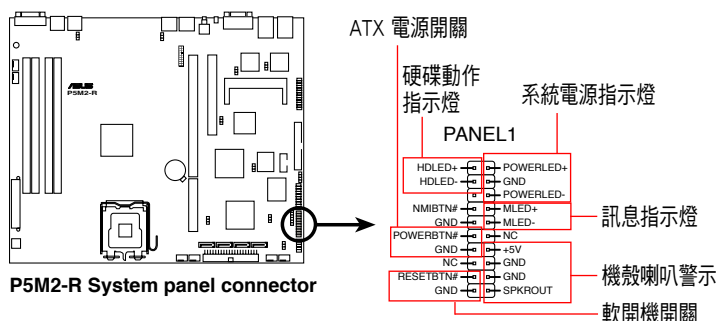 ATX 電源開關
硬碟動作
指示燈
系統電源指示燈
PANEL1
ASUS
P5M2-R
HDLED+ POWERLED+
HDLED- GND
POWERLED-
NMIBTN# MLED+
GND MLED-
POWERBTN# NC
GND +5V
NC GND
RESETBTN# GND
GND SPKROUT
訊息指示燈
機殼喇叭警示
軟開機開關
P5M2-R System panel connector